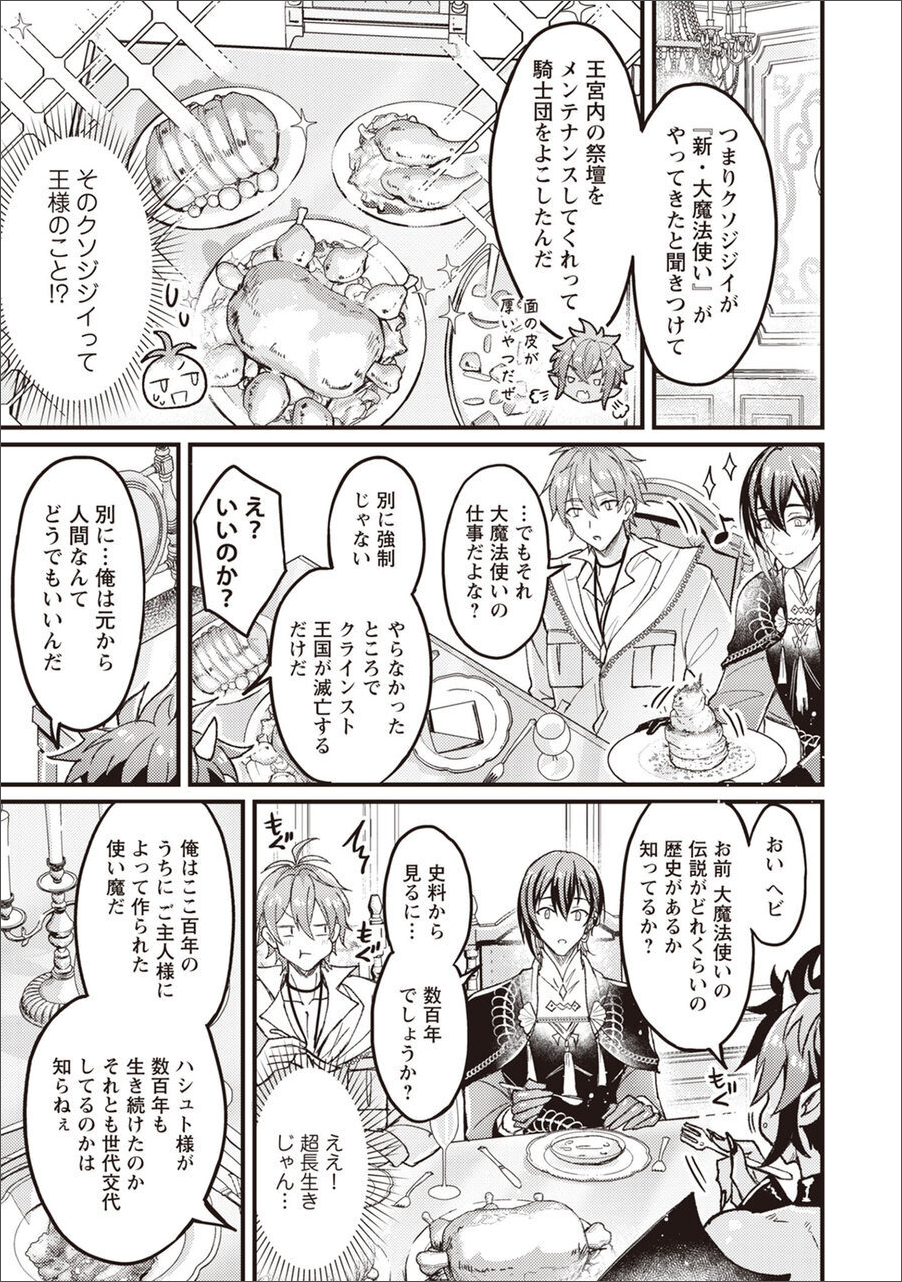 つまりクソジジイが
『新・大魔法使い』が
やってきたと聞きつけて
王宮内の祭壇を
メンテナンスしてくれって
騎士団をよこしたんだ
面の皮が
厚いやつだぜ
そのクソジジイって
王様のこと!?
…でもそれ
大魔法使いの
仕事だよな？
別に強制
じゃない
やらなかった
ところで
クラインスト
王国が滅亡する
だけだ
え？
いいのか？
別に…俺は元から
人間なんて
どうでもいいんだ
おい ヘビ
お前 大魔法使いの
伝説がどれくらいの
歴史があるか
知ってるか？
史料から
見るに…
数百年
でしょうか？
もぐ
もぐ
ええ！
超長生き
じゃん…
俺はここ百年の
うちに ご主人様に
よって作られた
使い魔だ
ハシュト様が
数百年も
生き続けたのか
それとも世代交代
してるのかは
知らねぇ